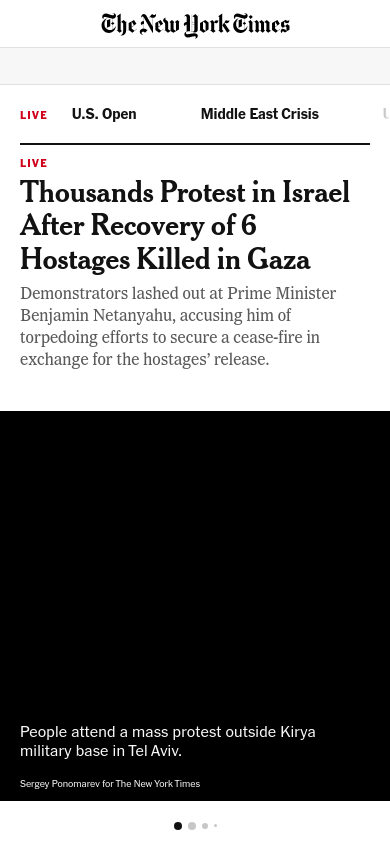 The New York Times
LIVE U.S. Open Middle East Crisis
LIVE
Thousands Protest in Israel
After Recovery of 6
Hostages Killed in Gaza
Demonstrators lashed out at Prime Minister
Benjamin Netanyahu, accusing him of
torpedoing efforts to secure a cease-fire in
exchange for the hostages’ release.
People attend a mass protest outside Kirya
military base in Tel Aviv.
Sergey Ponomarev for The New York Times